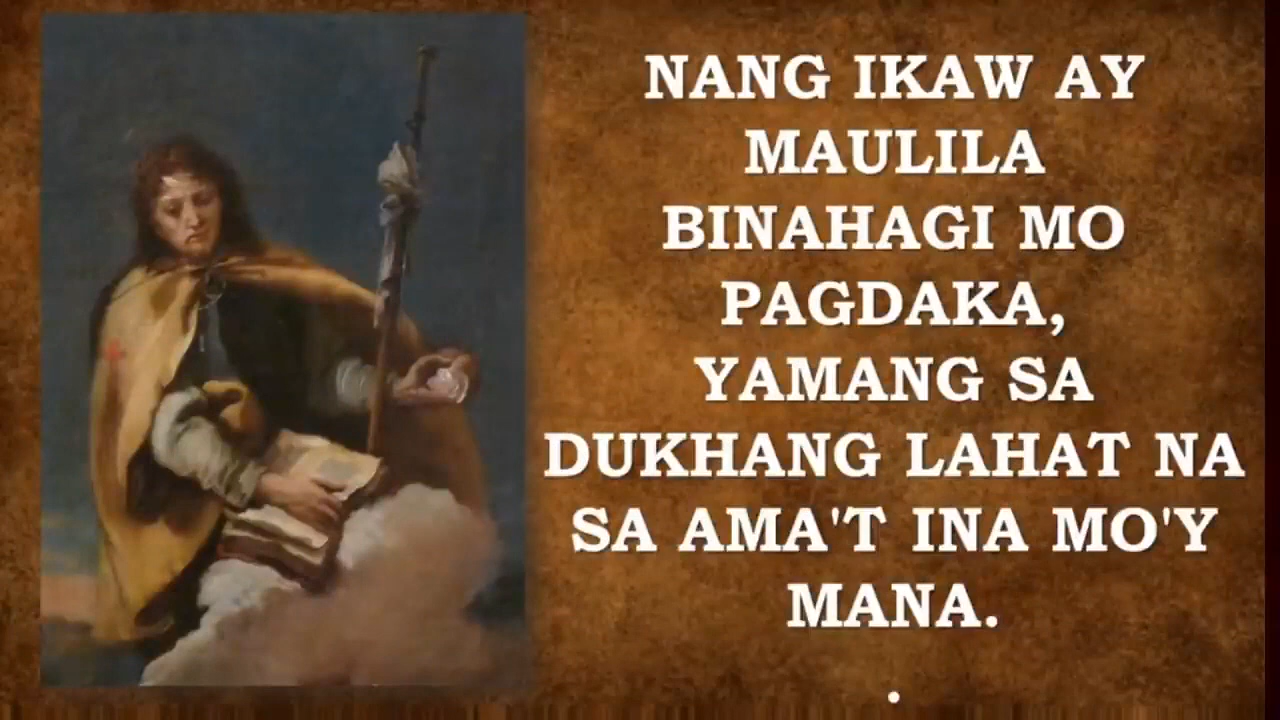 NANG IKAW AY
MAULILA
BINAHAGI MO
PAGDAKA,
YAMANG SA
DUKHANG LAHAT NA
SA AMA'T INA MO'Y
MANA.
.